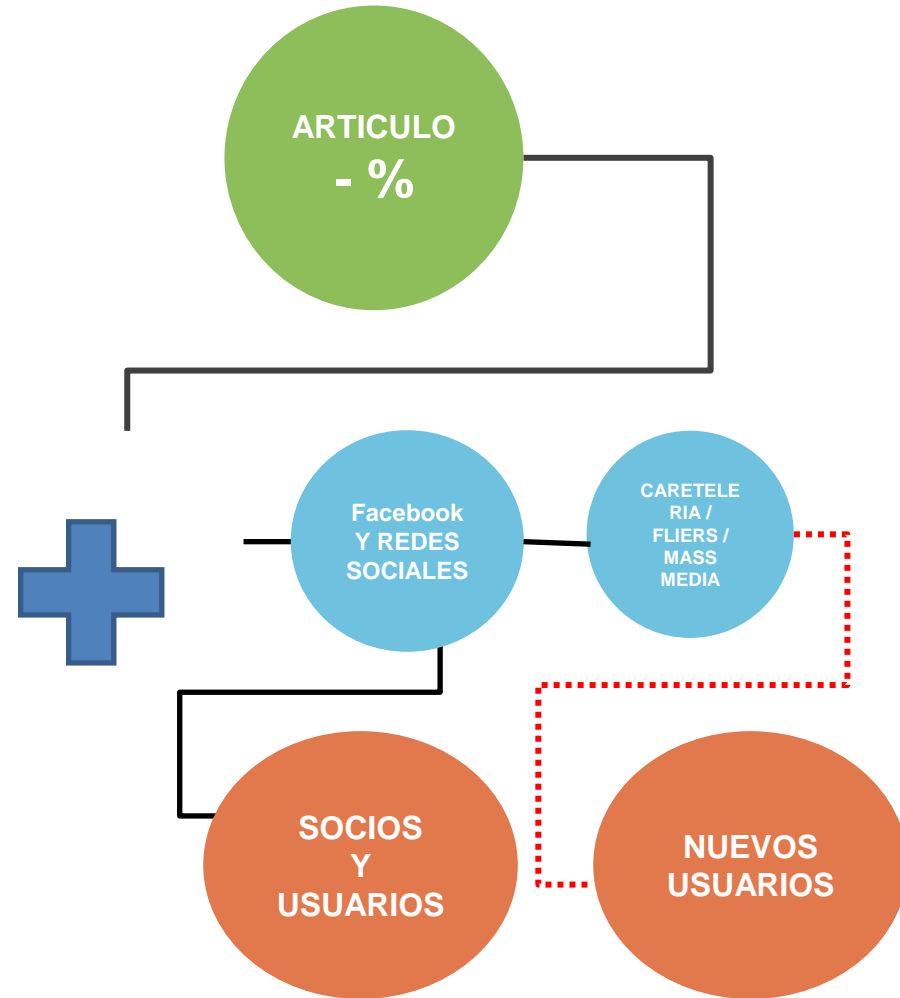 ARTICULO
- %
Facebook
Y REDES
SOCIALES
CARETELE
RIA /
FLIERS /
MASS
MEDIA
SOCIOS
Y
USUARIOS
NUEVOS
USUARIOS